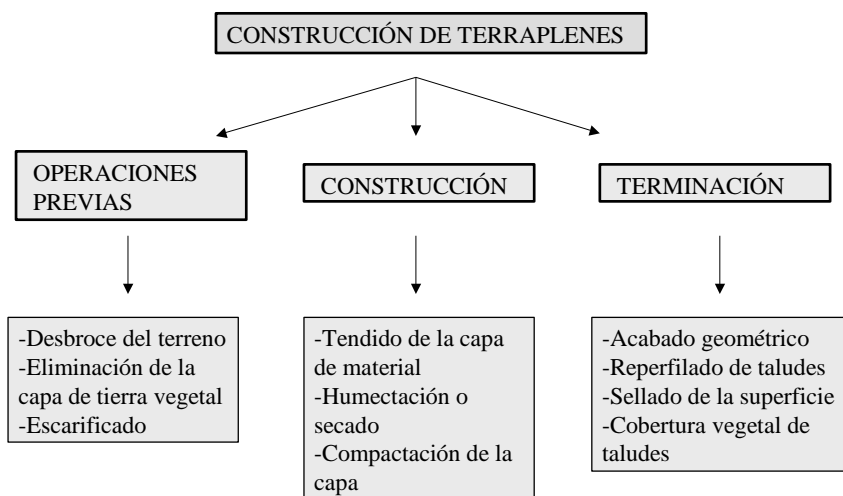 CONSTRUCCIÓN DE TERRAPLENES
OPERACIONES
PREVIAS
CONSTRUCCIÓN
TERMINACIÓN
-Desbroce del terreno
-Eliminación de la
capa de tierra vegetal
-Escarificado
-Tendido de la capa
de material
-Humectación o
secado
-Compactación de la
capa
-Acabado geométrico
-Reperfilado de taludes
-Sellado de la superficie
-Cobertura vegetal de
taludes